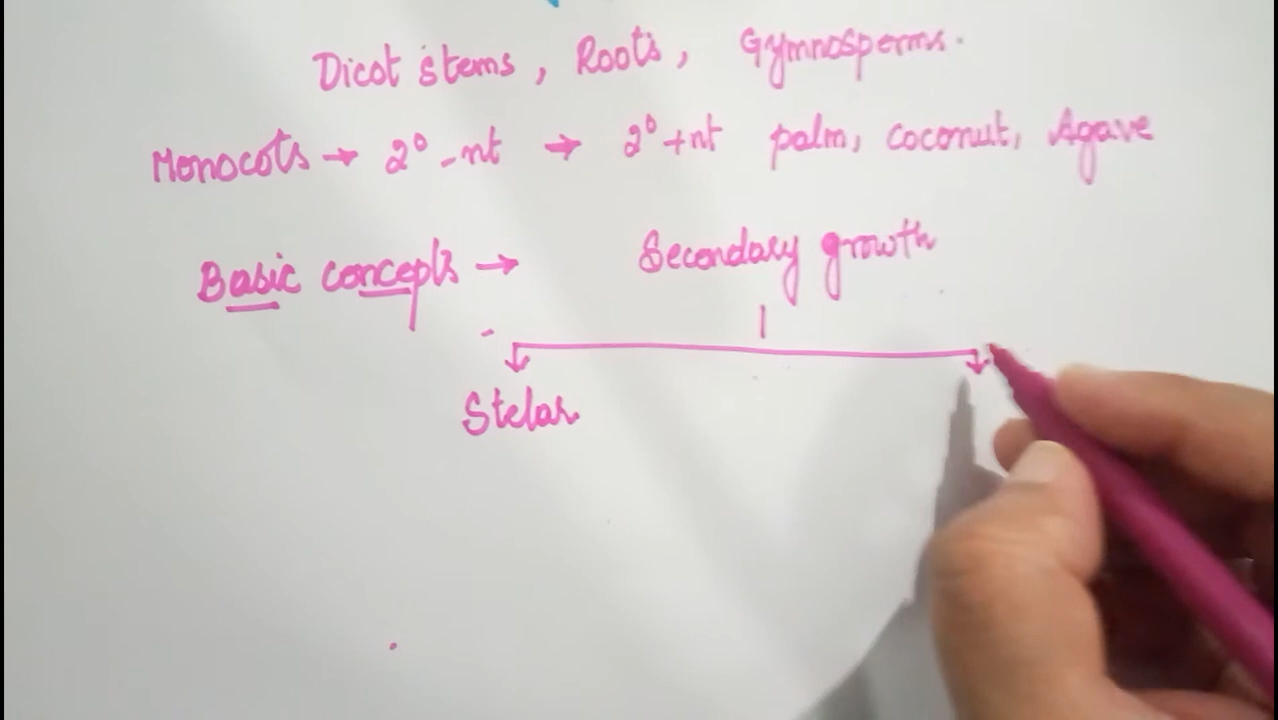 Dicot stems, Roots, Gymnosperms.
Monocots → 2° -nt → 2° +nt palm, coconut, Agave
Basic concepts → Secondary growth
Stelar